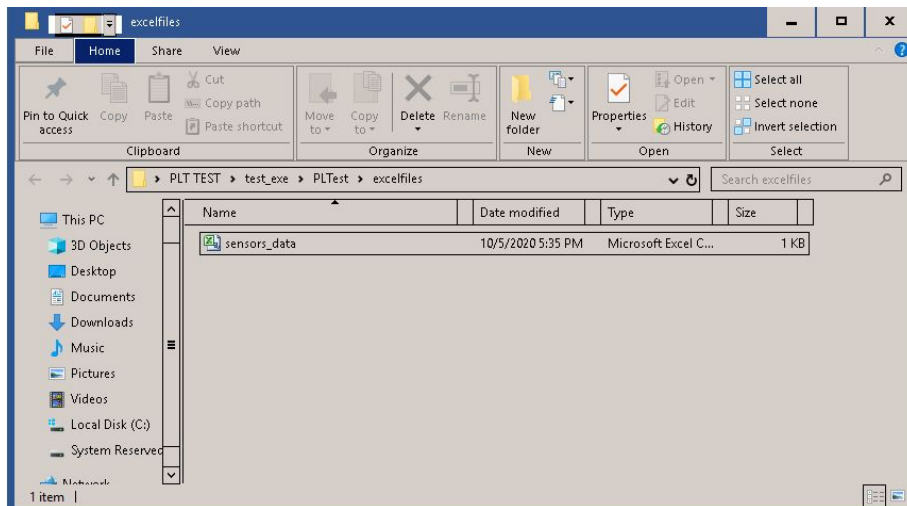 excelfiles
File Home Share View
Pin to Quick access
Copy
Paste
Cut
Copy path
Paste shortcut
Clipboard
Move to
Copy to
Delete
Rename
Organize
New folder
New
Properties
Open
Edit
History
Open
Select all
Select none
Invert selection
Select
PLT TEST > test_exe > PLTest > excelfiles
Search excelfiles
Name Date modified Type Size
sensors_data 10/5/2020 5:35 PM Microsoft Excel C... 1 KB
This PC
3D Objects
Desktop
Documents
Downloads
Music
Pictures
Videos
Local Disk (C:)
System Reserved
Network
1 item